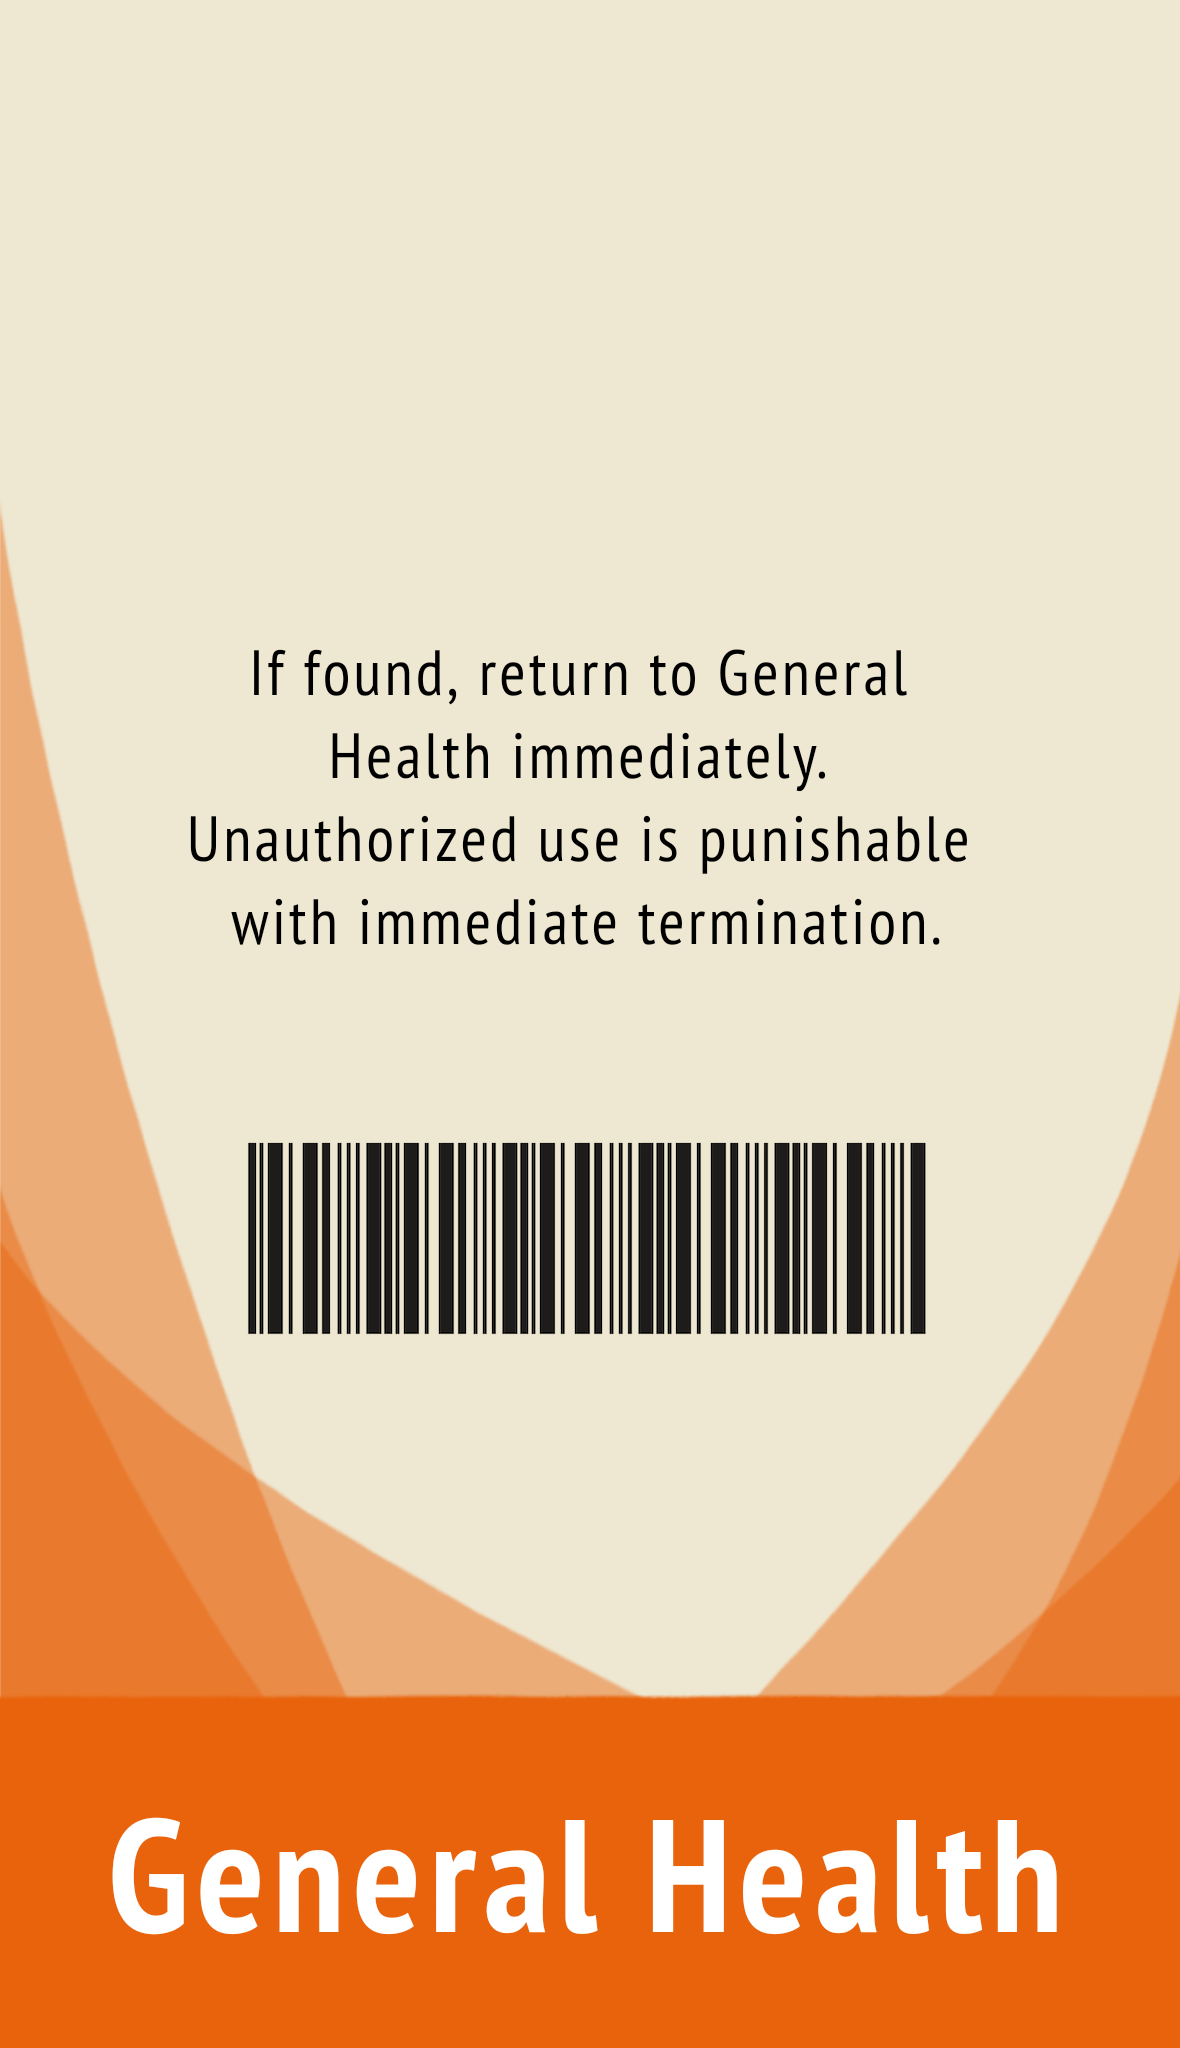 If found, return to General
Health immediately.
Unauthorized use is punishable
with immediate termination.
General Health